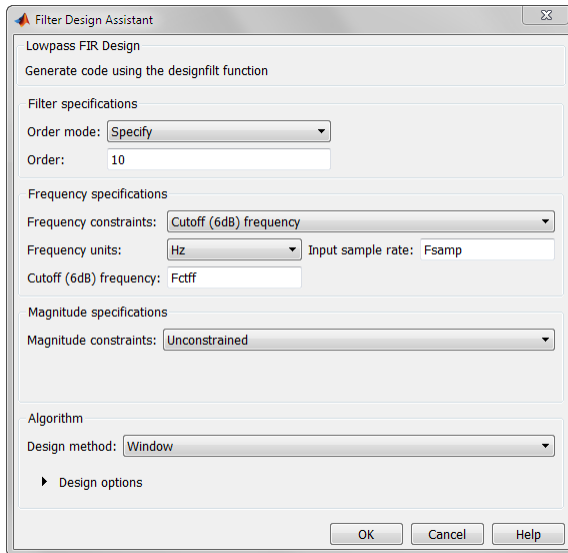 Filter Design Assistant
Lowpass FIR Design
Generate code using the designfilt function
Filter specifications
Order mode: Specify
Order: 10
Frequency specifications
Frequency constraints: Cutoff (6dB) frequency
Frequency units: Hz Input sample rate: Fsamp
Cutoff (6dB) frequency: Fctff
Magnitude specifications
Magnitude constraints: Unconstrained
Algorithm
Design method: Window
Design options
OK Cancel Help